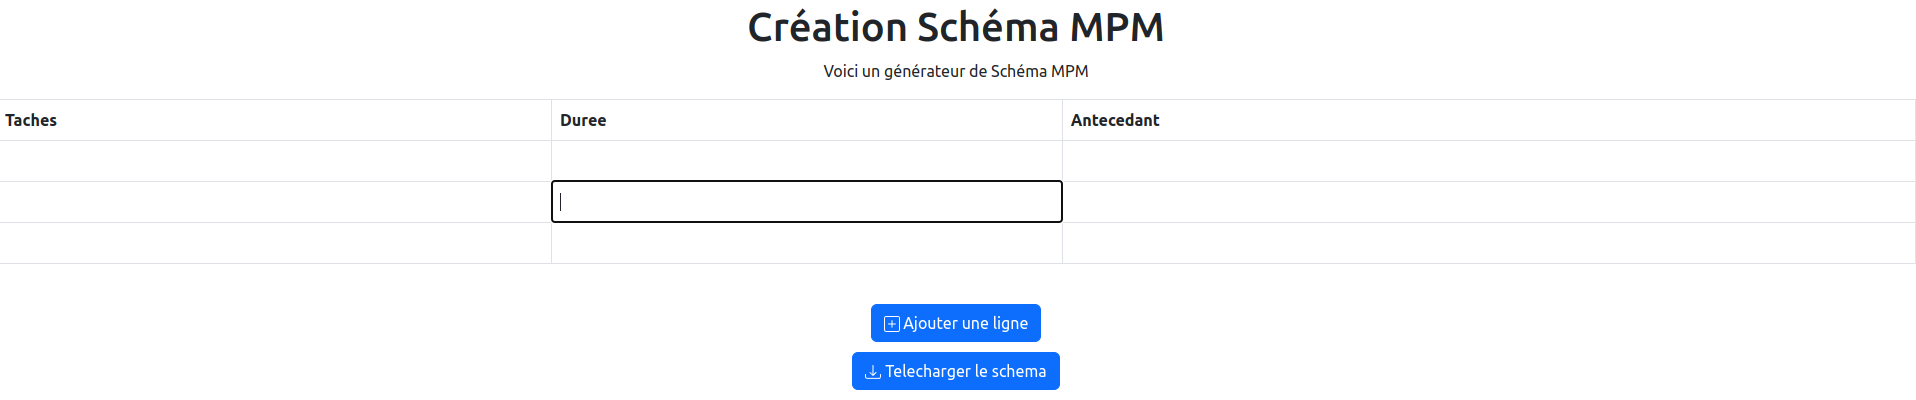 Création Schéma MPM
Voici un générateur de Schéma MPM
Taches Duree Antecedant
Ajouter une ligne
Telecharger le schema